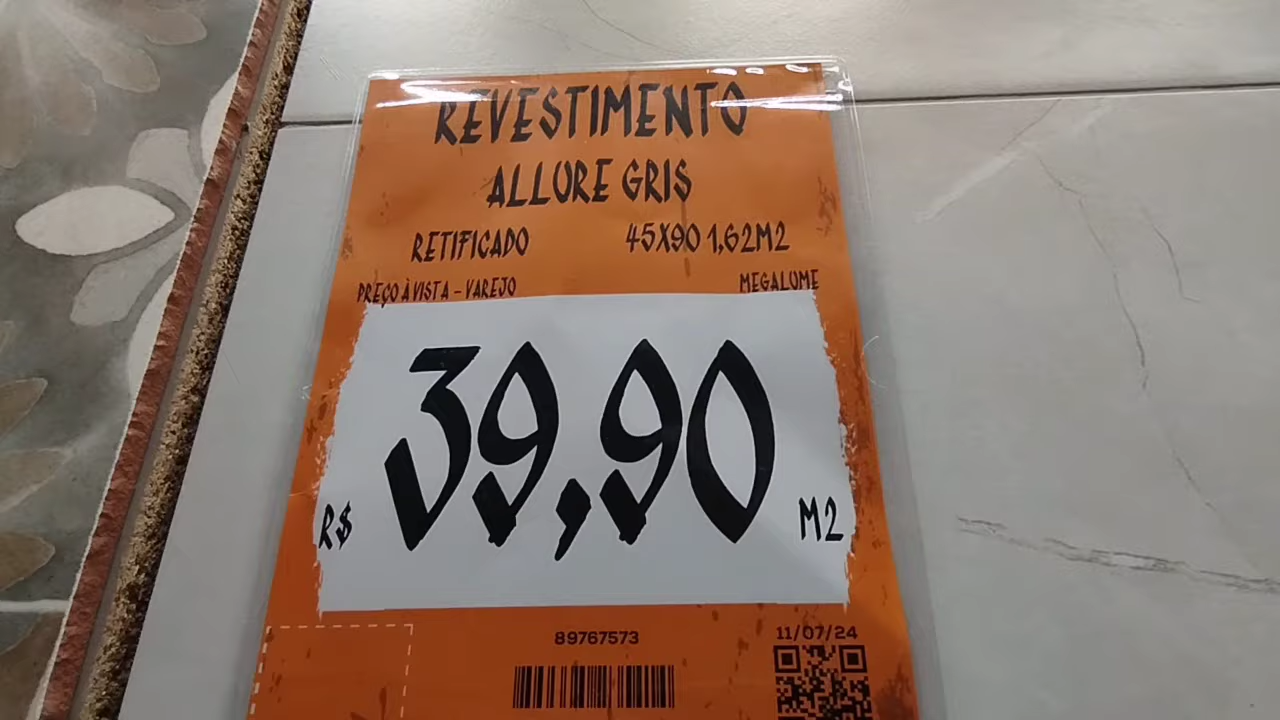 REVESTIMENTO
ALLURE GRIS
RETIFICADO 45X90 1,62M2
PREÇO À VISTA - VAREJO MEGALUME
R$ 39,90 M2
89767573
11/07/24